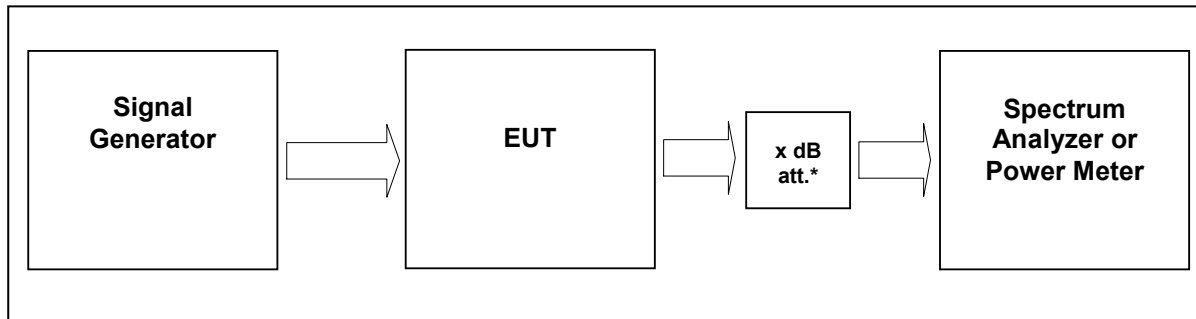 Signal
Generator
EUT
x dB
att.*
Spectrum
Analyzer or
Power Meter